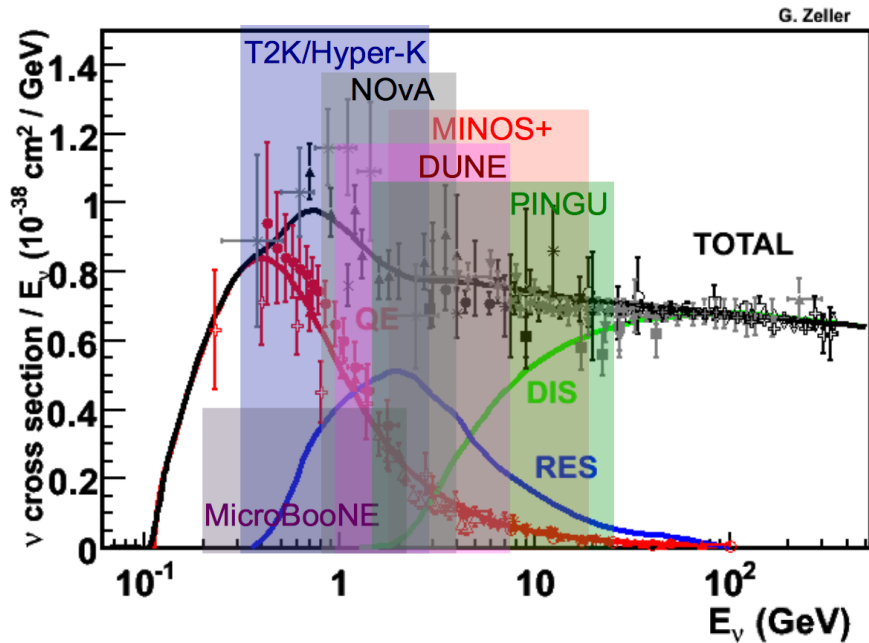 G. Zeller
T2K/Hyper-K
NOvA
MINOS+
DUNE
PINGU
TOTAL
QE
DIS
RES
MicroBooNE
ν cross section / Eν (10⁻³⁸ cm² / GeV)
1.4
1.2
1
0.8
0.6
0.4
0.2
0
10⁻¹
1
10
10²
Eν (GeV)